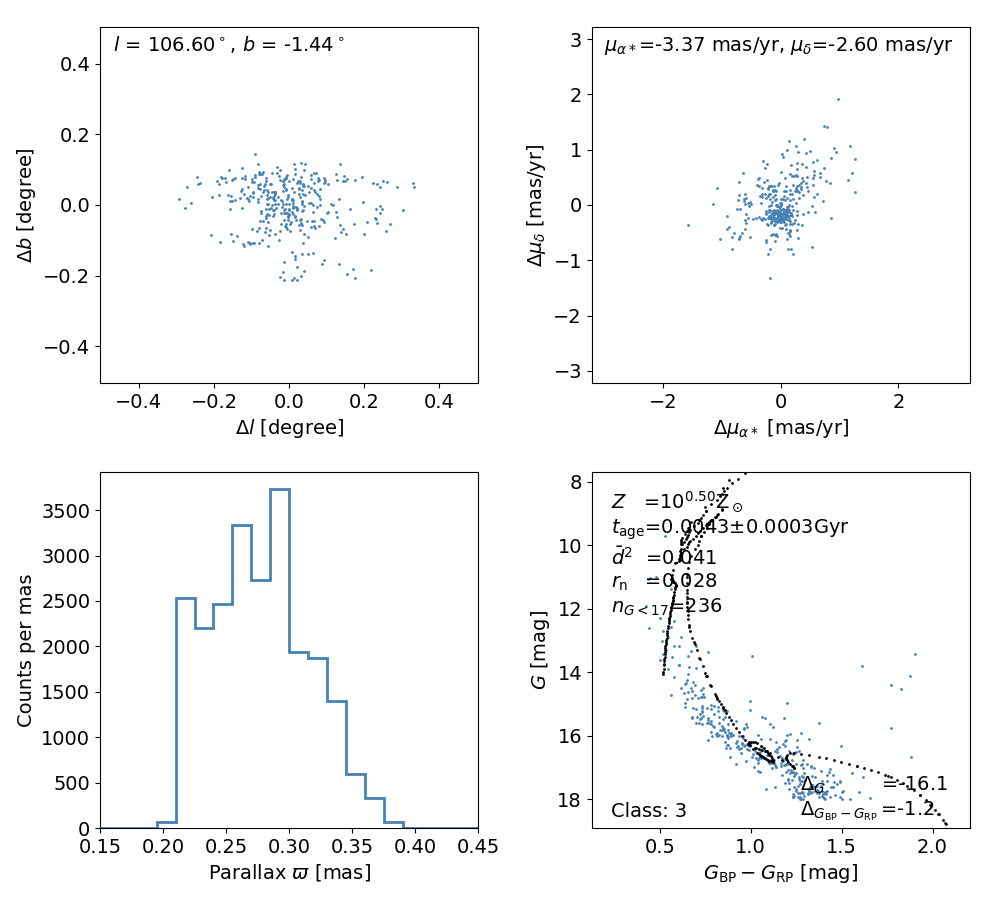 l = 106.60°, b = -1.44°
0.4
0.2
0.0
−0.2
−0.4
Δb [degree]
−0.4 −0.2 0.0 0.2 0.4
Δl [degree]
μα*=-3.37 mas/yr, μδ=-2.60 mas/yr
3
2
1
0
−1
−2
−3
Δμδ [mas/yr]
−2 0 2
Δμα* [mas/yr]
3500
3000
2500
2000
1500
1000
500
0
Counts per mas
0.15 0.20 0.25 0.30 0.35 0.40 0.45
Parallax ϖ [mas]
Z =10^0.50 Z⊙
t_age=0.0043±0.0003Gyr
d̄² =0.041
r_n =0.028
n_G<17=236
Δ_G =-16.1
Δ_GBP−GRP =-1.2
Class: 3
8
10
12
14
16
18
G [mag]
0.5 1.0 1.5 2.0
G_BP − G_RP [mag]